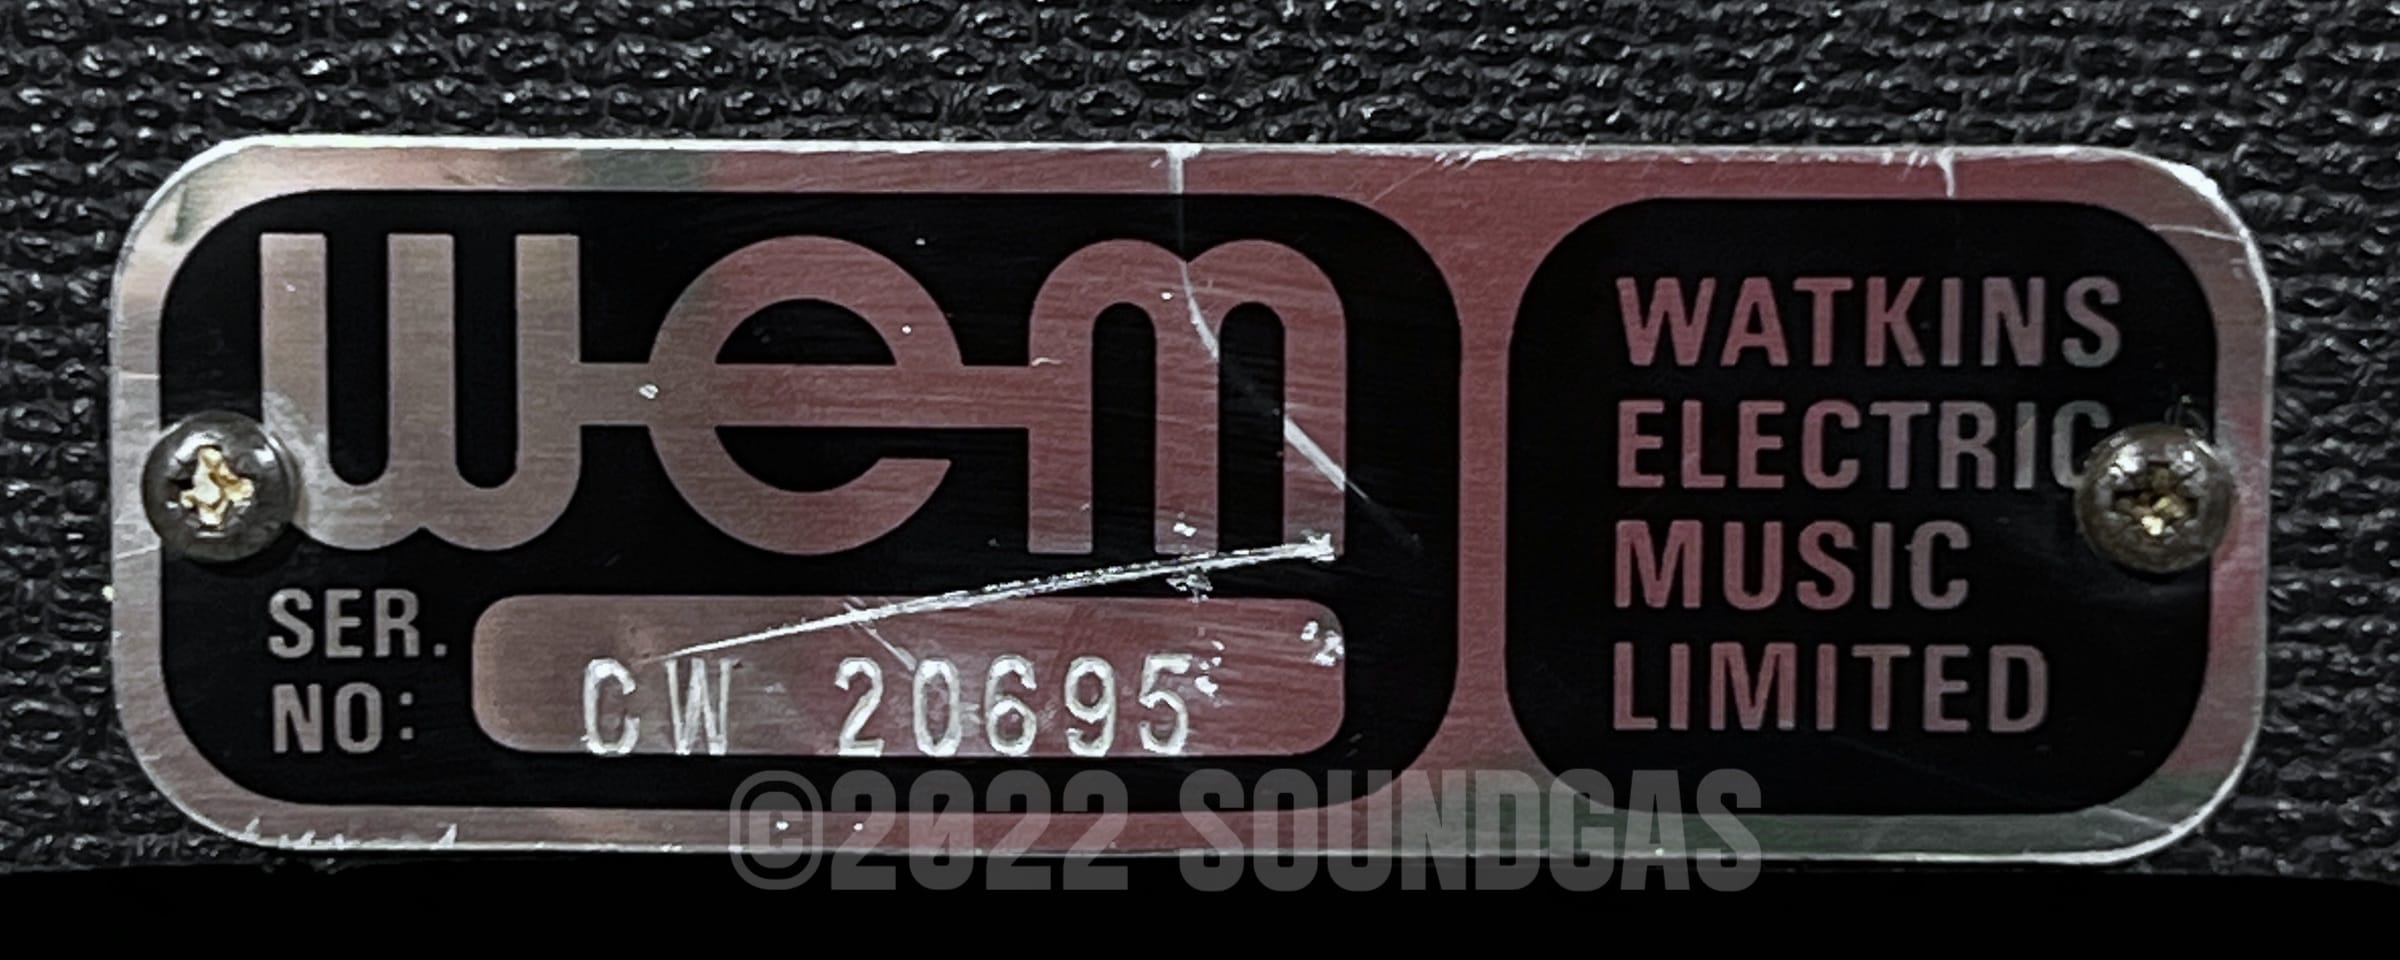 wem
SER.
NO:
CW 20695
WATKINS
ELECTRIC
MUSIC
LIMITED
©2022 SOUNDGAS